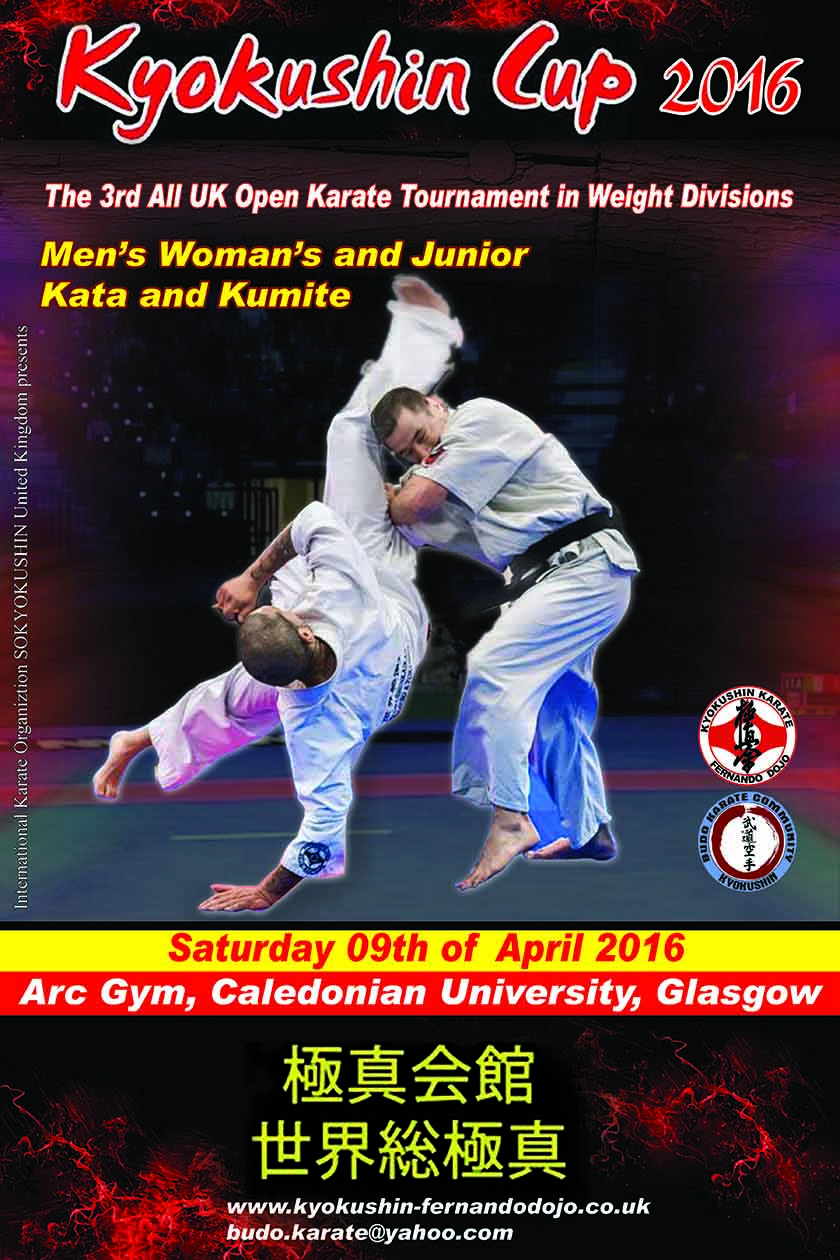 Kyokushin Cup 2016
The 3rd All UK Open Karate Tournament in Weight Divisions
Men's Woman's and Junior
Kata and Kumite
International Karate Organiztion SOKYOKUSHIN United Kingdom presents
KYOKUSHIN KARATE
極真会
FERNANDO DOJO
BUDO KARATE COMMUNITY
武道空手
KYOKUSHIN
Saturday 09th of April 2016
Arc Gym, Caledonian University, Glasgow
極真会館
世界総極真
www.kyokushin-fernandodojo.co.uk
budo.karate@yahoo.com